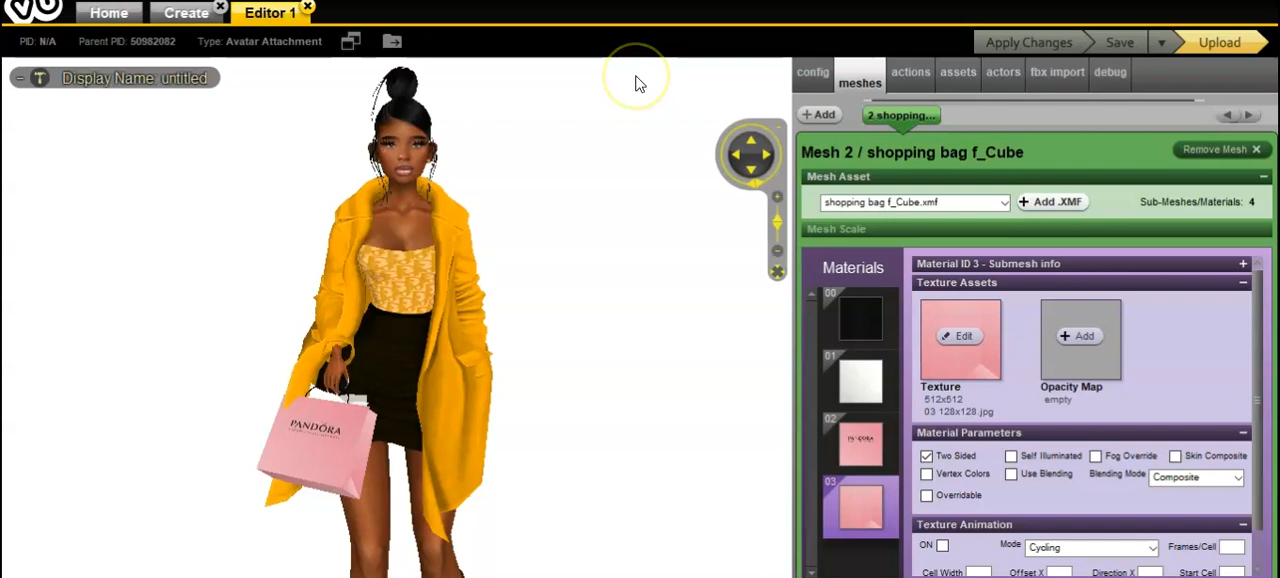 Home
Create
Editor 1
PID: N/A
Parent PID: 50982082
Type: Avatar Attachment
Apply Changes
Save
Upload
T
Display Name: untitled
config
meshes
actions
assets
actors
fbx import
debug
+ Add
2 shopping...
Mesh 2 / shopping bag f_Cube
Remove Mesh
Mesh Asset
shopping bag f_Cube.xmf
+ Add .XMF
Sub-Meshes/Materials: 4
Mesh Scale
Materials
00
01
02
PANDÓRA
03
Material ID 3 - Submesh info
Texture Assets
Edit
+ Add
Texture
512x512
03 128x128.jpg
Opacity Map
empty
Material Parameters
Two Sided
Self Illuminated
Fog Override
Skin Composite
Vertex Colors
Use Blending
Blending Mode
Composite
Overridable
Texture Animation
ON
Mode
Cycling
Frames/Cell
Cell Width
Offset X
Direction X
Start Cell
PANDÓRA